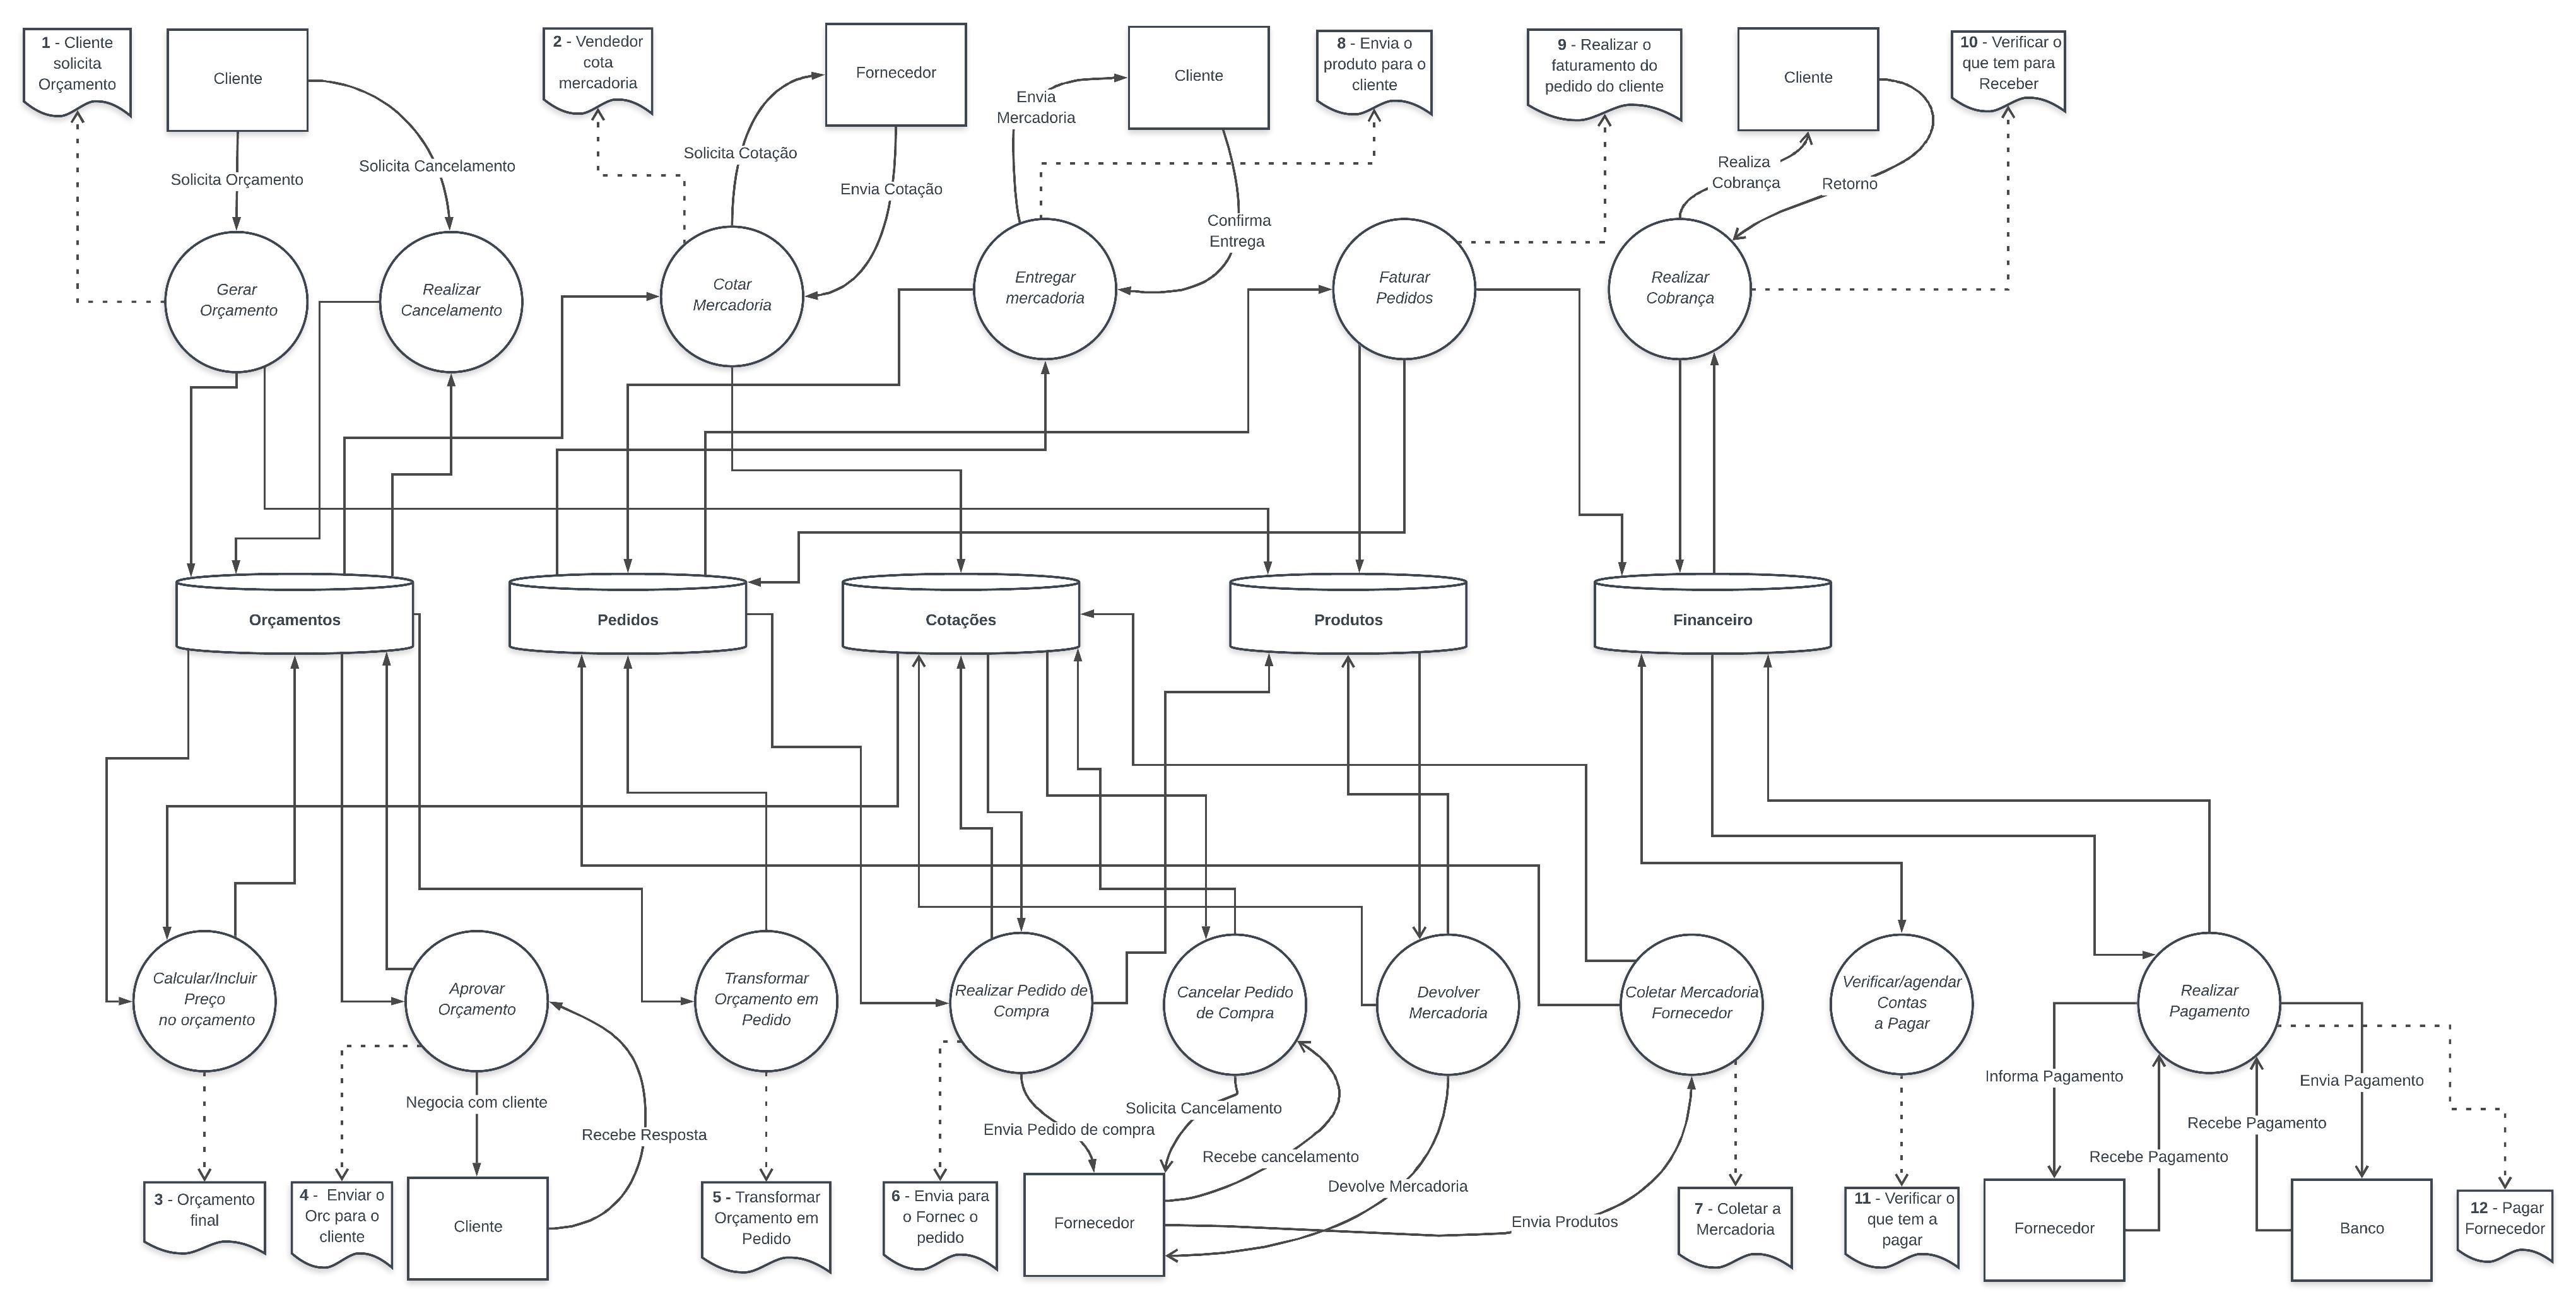 1 - Cliente
solicita
Orçamento
Cliente
2 - Vendedor
cota
mercadoria
Fornecedor
Cliente
8 - Envia o
produto para o
cliente
9 - Realizar o
faturamento do
pedido do cliente
Cliente
10 - Verificar o
que tem para
Receber
Solicita Orçamento
Solicita Cancelamento
Solicita Cotação
Envia Cotação
Envia
Mercadoria
Confirma
Entrega
Realiza
Cobrança
Retorno
Gerar
Orçamento
Realizar
Cancelamento
Cotar
Mercadoria
Entregar
mercadoria
Faturar
Pedidos
Realizar
Cobrança
Orçamentos
Pedidos
Cotações
Produtos
Financeiro
Calcular/Incluir
Preço
no orçamento
Aprovar
Orçamento
Transformar
Orçamento em
Pedido
Realizar Pedido de
Compra
Cancelar Pedido
de Compra
Devolver
Mercadoria
Coletar Mercadoria
Fornecedor
Verificar/agendar
Contas
a Pagar
Realizar
Pagamento
Negocia com cliente
Recebe Resposta
Envia Pedido de compra
Solicita Cancelamento
Recebe cancelamento
Devolve Mercadoria
Envia Produtos
Informa Pagamento
Recebe Pagamento
Recebe Pagamento
Envia Pagamento
3 - Orçamento
final
4 - Enviar o
Orc para o
cliente
Cliente
5 - Transformar
Orçamento em
Pedido
6 - Envia para
o Fornec o
pedido
Fornecedor
7 - Coletar a
Mercadoria
11 - Verificar o
que tem a
pagar
Fornecedor
Banco
12 - Pagar
Fornecedor